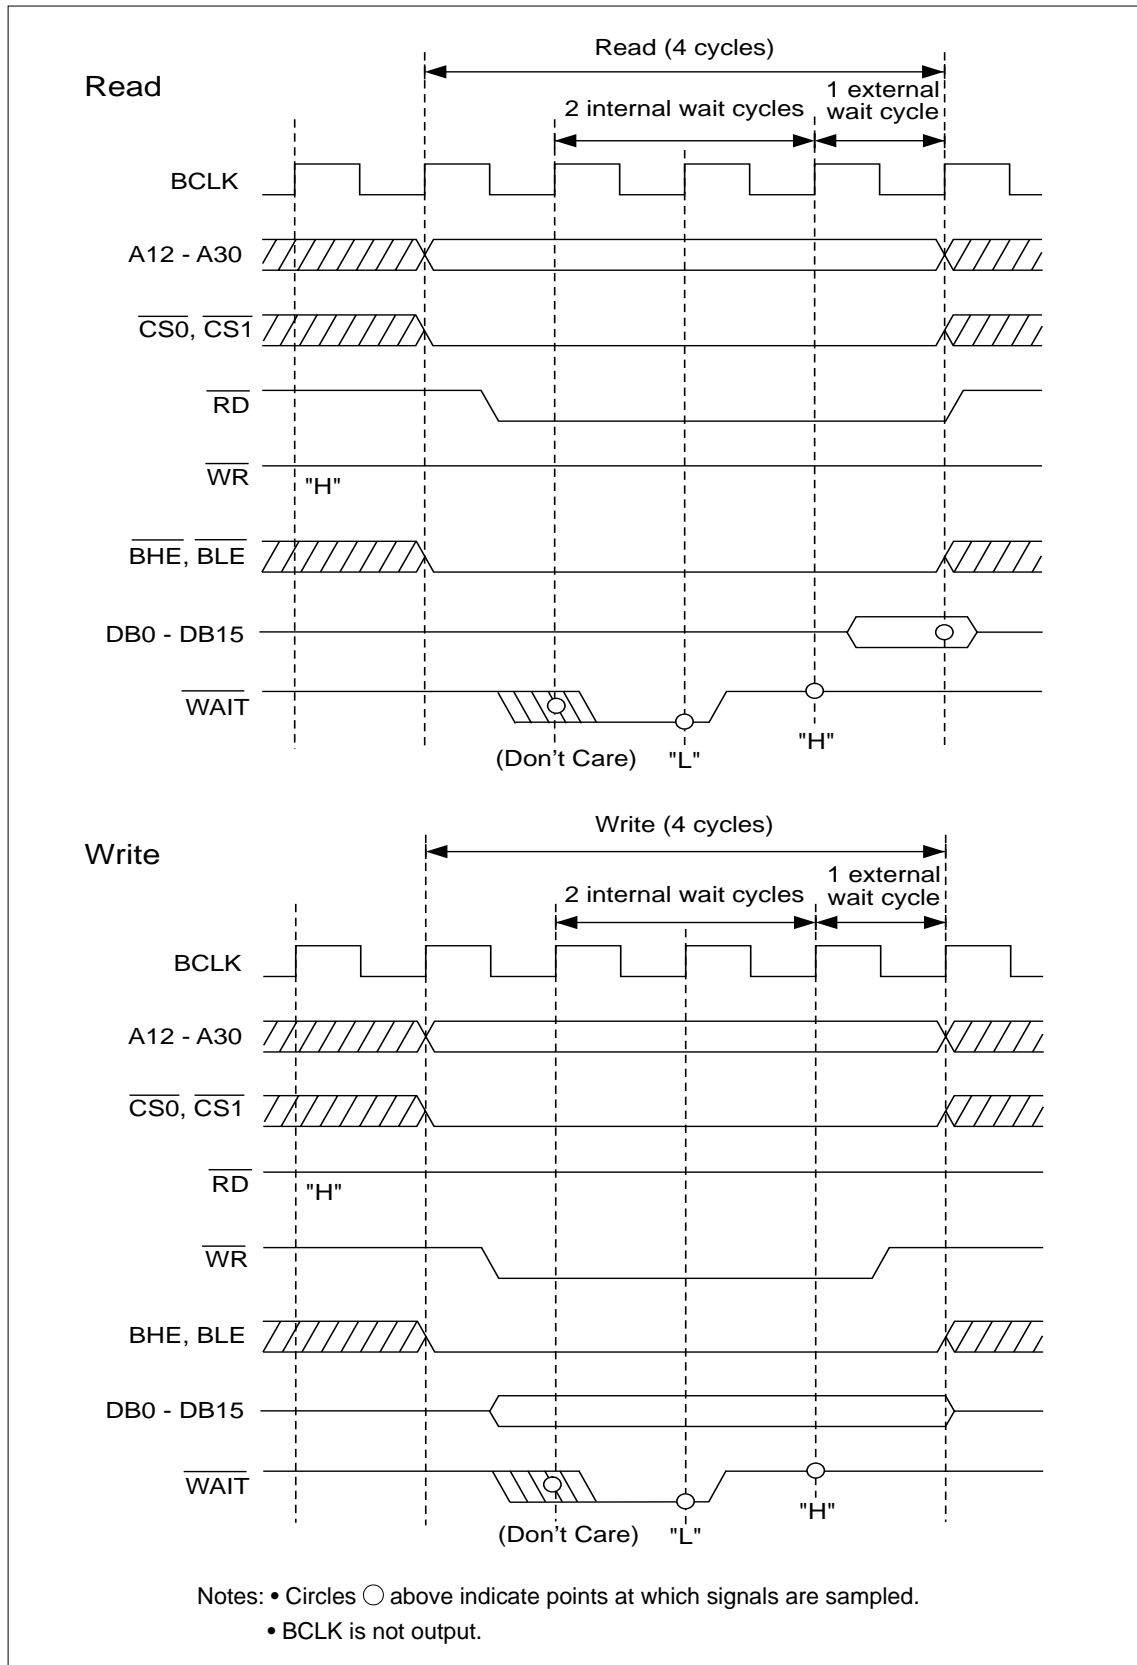 Read (4 cycles)
Read
1 external
2 internal wait cycles
wait cycle
BCLK
A12 - A30
CS0, CS1
RD
WR
"H"
BHE, BLE
DB0 - DB15
WAIT
(Don't Care) "L" "H"
Write (4 cycles)
Write
1 external
2 internal wait cycles
wait cycle
BCLK
A12 - A30
CS0, CS1
RD
"H"
WR
BHE, BLE
DB0 - DB15
WAIT
(Don't Care) "L" "H"
Notes: • Circles ○ above indicate points at which signals are sampled.
• BCLK is not output.